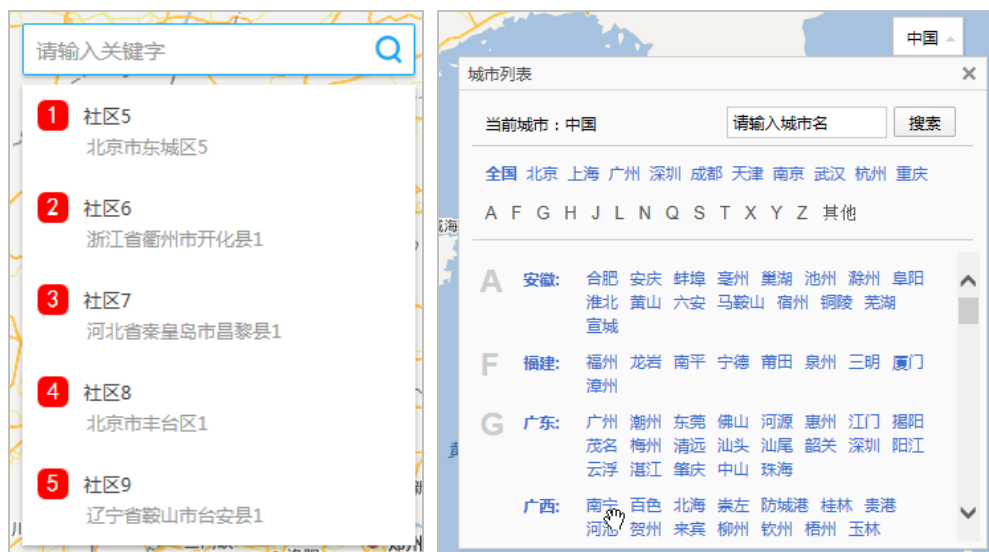 请输入关键字
1 社区5
北京市东城区5
2 社区6
浙江省衢州市开化县1
3 社区7
河北省秦皇岛市昌黎县1
4 社区8
北京市丰台区1
5 社区9
辽宁省鞍山市台安县1
中国
城市列表
当前城市：中国 请输入城市名 搜索
全国 北京 上海 广州 深圳 成都 天津 南京 武汉 杭州 重庆
A F G H J L N Q S T X Y Z 其他
A 安徽: 合肥 安庆 蚌埠 亳州 巢湖 池州 滁州 阜阳
淮北 黄山 六安 马鞍山 宿州 铜陵 芜湖
宣城
F 福建: 福州 龙岩 南平 宁德 莆田 泉州 三明 厦门
漳州
G 广东: 广州 潮州 东莞 佛山 河源 惠州 江门 揭阳
茂名 梅州 清远 汕头 汕尾 韶关 深圳 阳江
云浮 湛江 肇庆 中山 珠海
广西: 南宁 百色 北海 崇左 防城港 桂林 贵港
河池 贺州 来宾 柳州 钦州 梧州 玉林